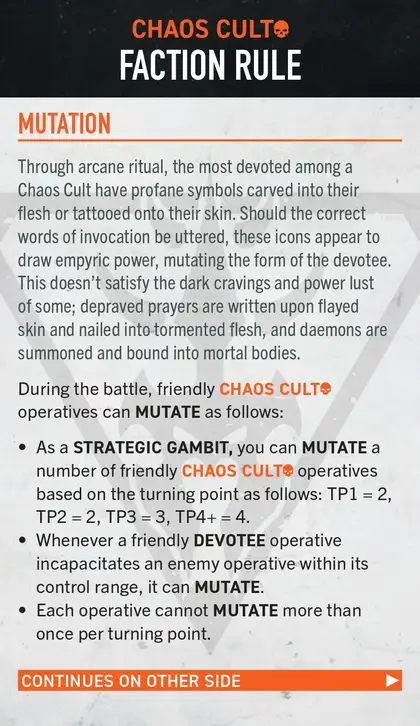 CHAOS CULT
FACTION RULE
MUTATION
Through arcane ritual, the most devoted among a
Chaos Cult have profane symbols carved into their
flesh or tattooed onto their skin. Should the correct
words of invocation be uttered, these icons appear to
draw empyric power, mutating the form of the devotee.
This doesn’t satisfy the dark cravings and power lust
of some; depraved prayers are written upon flayed
skin and nailed into tormented flesh, and daemons are
summoned and bound into mortal bodies.
During the battle, friendly CHAOS CULT
operatives can MUTATE as follows:
• As a STRATEGIC GAMBIT, you can MUTATE a
number of friendly CHAOS CULT operatives
based on the turning point as follows: TP1 = 2,
TP2 = 2, TP3 = 3, TP4+ = 4.
• Whenever a friendly DEVOTEE operative
incapacitates an enemy operative within its
control range, it can MUTATE.
• Each operative cannot MUTATE more than
once per turning point.
CONTINUES ON OTHER SIDE